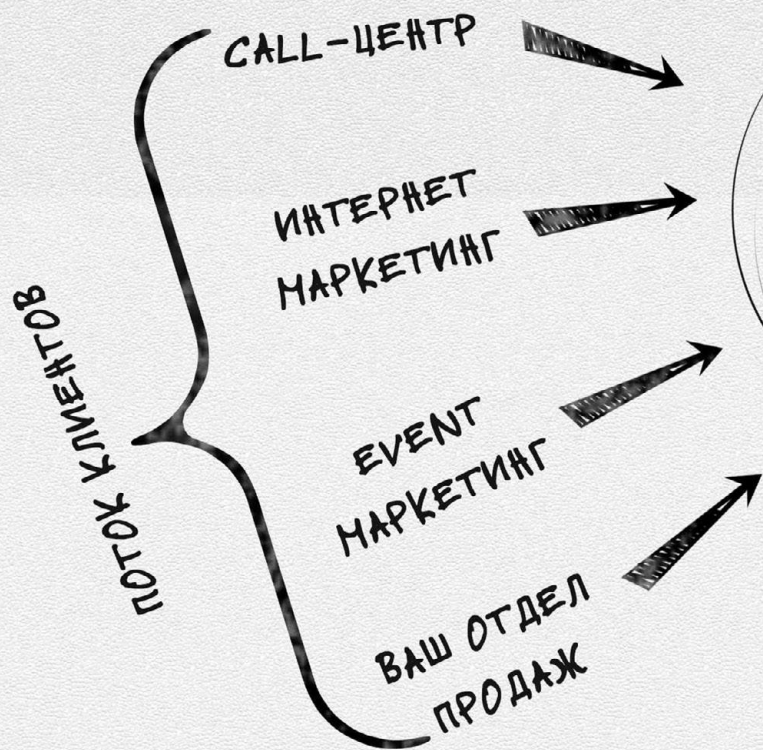 ПОТОК КЛИЕНТОВ
CALL-ЦЕНТР
ИНТЕРНЕТ
МАРКЕТИНГ
EVENT
МАРКЕТИНГ
ВАШ ОТДЕЛ
ПРОДАЖ